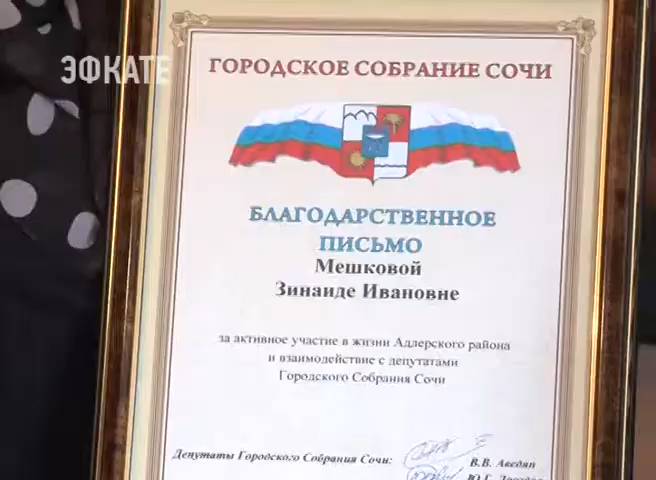 ЭФКАТЕ
ГОРОДСКОЕ СОБРАНИЕ СОЧИ
БЛАГОДАРСТВЕННОЕ
ПИСЬМО
Мешковой
Зинаиде Ивановне
за активное участие в жизни Адлерского района
и взаимодействие с депутатами
Городского Собрания Сочи
Депутаты Городского Собрания Сочи:
В.В. Аведян